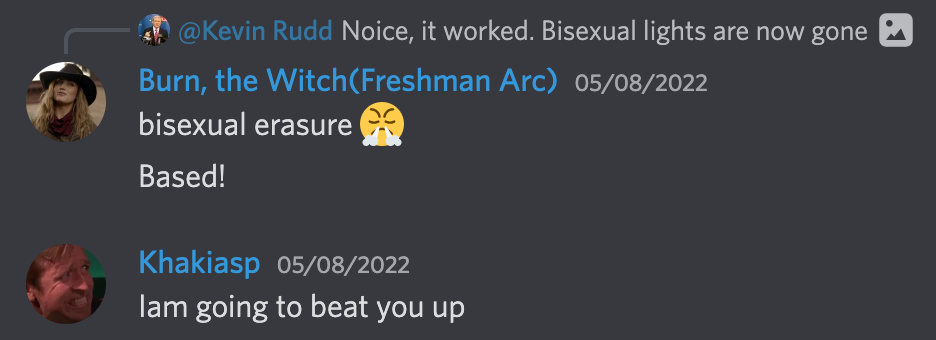 @Kevin Rudd Noice, it worked. Bisexual lights are now gone
Burn, the Witch(Freshman Arc) 05/08/2022
bisexual erasure 😤
Based!
Khakiasp 05/08/2022
Iam going to beat you up